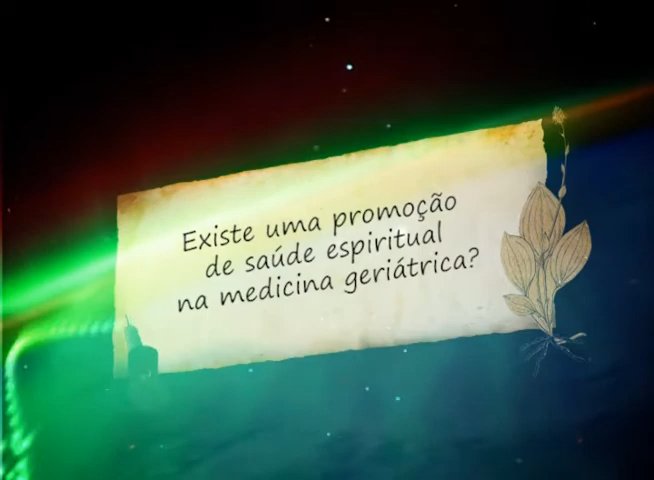 Existe uma promoção
de saúde espiritual
na medicina geriátrica?